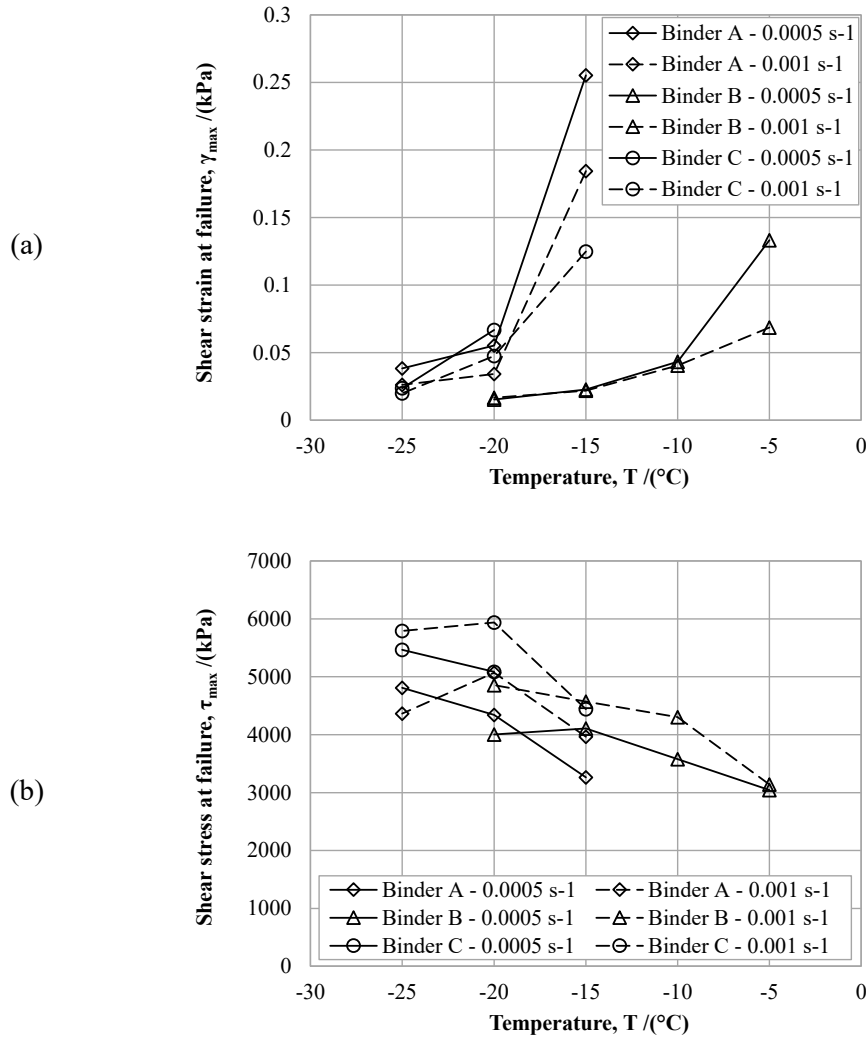 (a)
Shear strain at failure, γmax /(kPa)
0.3
0.25
0.2
0.15
0.1
0.05
0
-30 -25 -20 -15 -10 -5 0
Temperature, T /(°C)
Binder A - 0.0005 s-1
Binder A - 0.001 s-1
Binder B - 0.0005 s-1
Binder B - 0.001 s-1
Binder C - 0.0005 s-1
Binder C - 0.001 s-1
(b)
Shear stress at failure, τmax /(kPa)
7000
6000
5000
4000
3000
2000
1000
0
Binder A - 0.0005 s-1 Binder A - 0.001 s-1
Binder B - 0.0005 s-1 Binder B - 0.001 s-1
Binder C - 0.0005 s-1 Binder C - 0.001 s-1
-30 -25 -20 -15 -10 -5 0
Temperature, T /(°C)